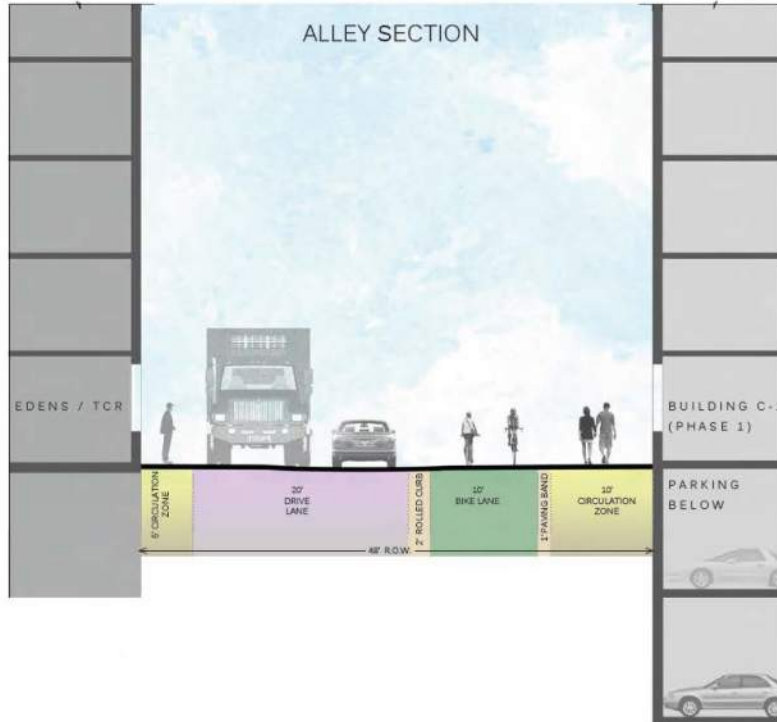 ALLEY SECTION
EDENS / TCR
BUILDING C-
(PHASE 1)
PARKING
BELOW
5' CIRCULATION
ZONE
20'
DRIVE
LANE
2' ROLLED CURB
10'
BIKE LANE
1' PAVING BAND
10'
CIRCULATION
ZONE
48' R.O.W.